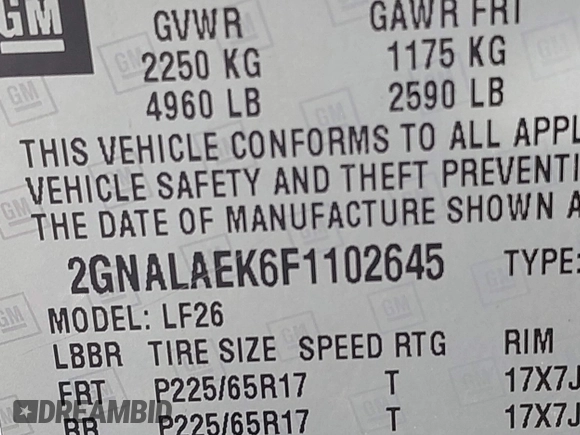 GM
GVWR GAWR FRT
2250 KG 1175 KG
4960 LB 2590 LB
THIS VEHICLE CONFORMS TO ALL APPL
VEHICLE SAFETY AND THEFT PREVENTI
THE DATE OF MANUFACTURE SHOWN A
2GNALAEK6F1102645 TYPE:
MODEL: LF26
LBBR TIRE SIZE SPEED RTG RIM
FRT P225/65R17 T 17X7J
RR P225/65R17 T 17X7J
DREAMBID